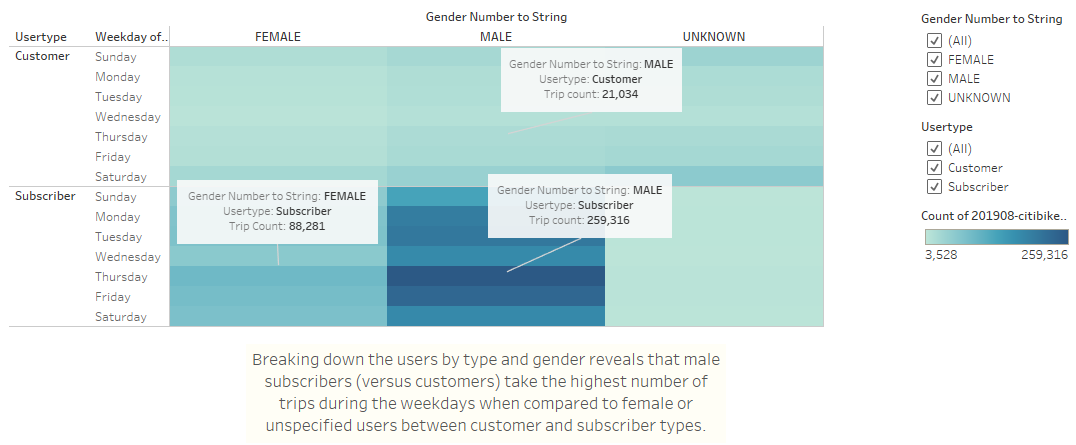 Gender Number to String
Usertype Weekday of.. FEMALE MALE UNKNOWN
Customer Sunday
Monday
Tuesday
Wednesday
Thursday
Friday
Saturday
Gender Number to String: MALE
Usertype: Customer
Trip count: 21,034
Subscriber Sunday
Monday
Tuesday
Wednesday
Thursday
Friday
Saturday
Gender Number to String: FEMALE
Usertype: Subscriber
Trip Count: 88,281
Gender Number to String: MALE
Usertype: Subscriber
Trip count: 259,316
Breaking down the users by type and gender reveals that male
subscribers (versus customers) take the highest number of
trips during the weekdays when compared to female or
unspecified users between customer and subscriber types.
Gender Number to String
(All)
FEMALE
MALE
UNKNOWN
Usertype
(All)
Customer
Subscriber
Count of 201908-citibike..
3,528 259,316